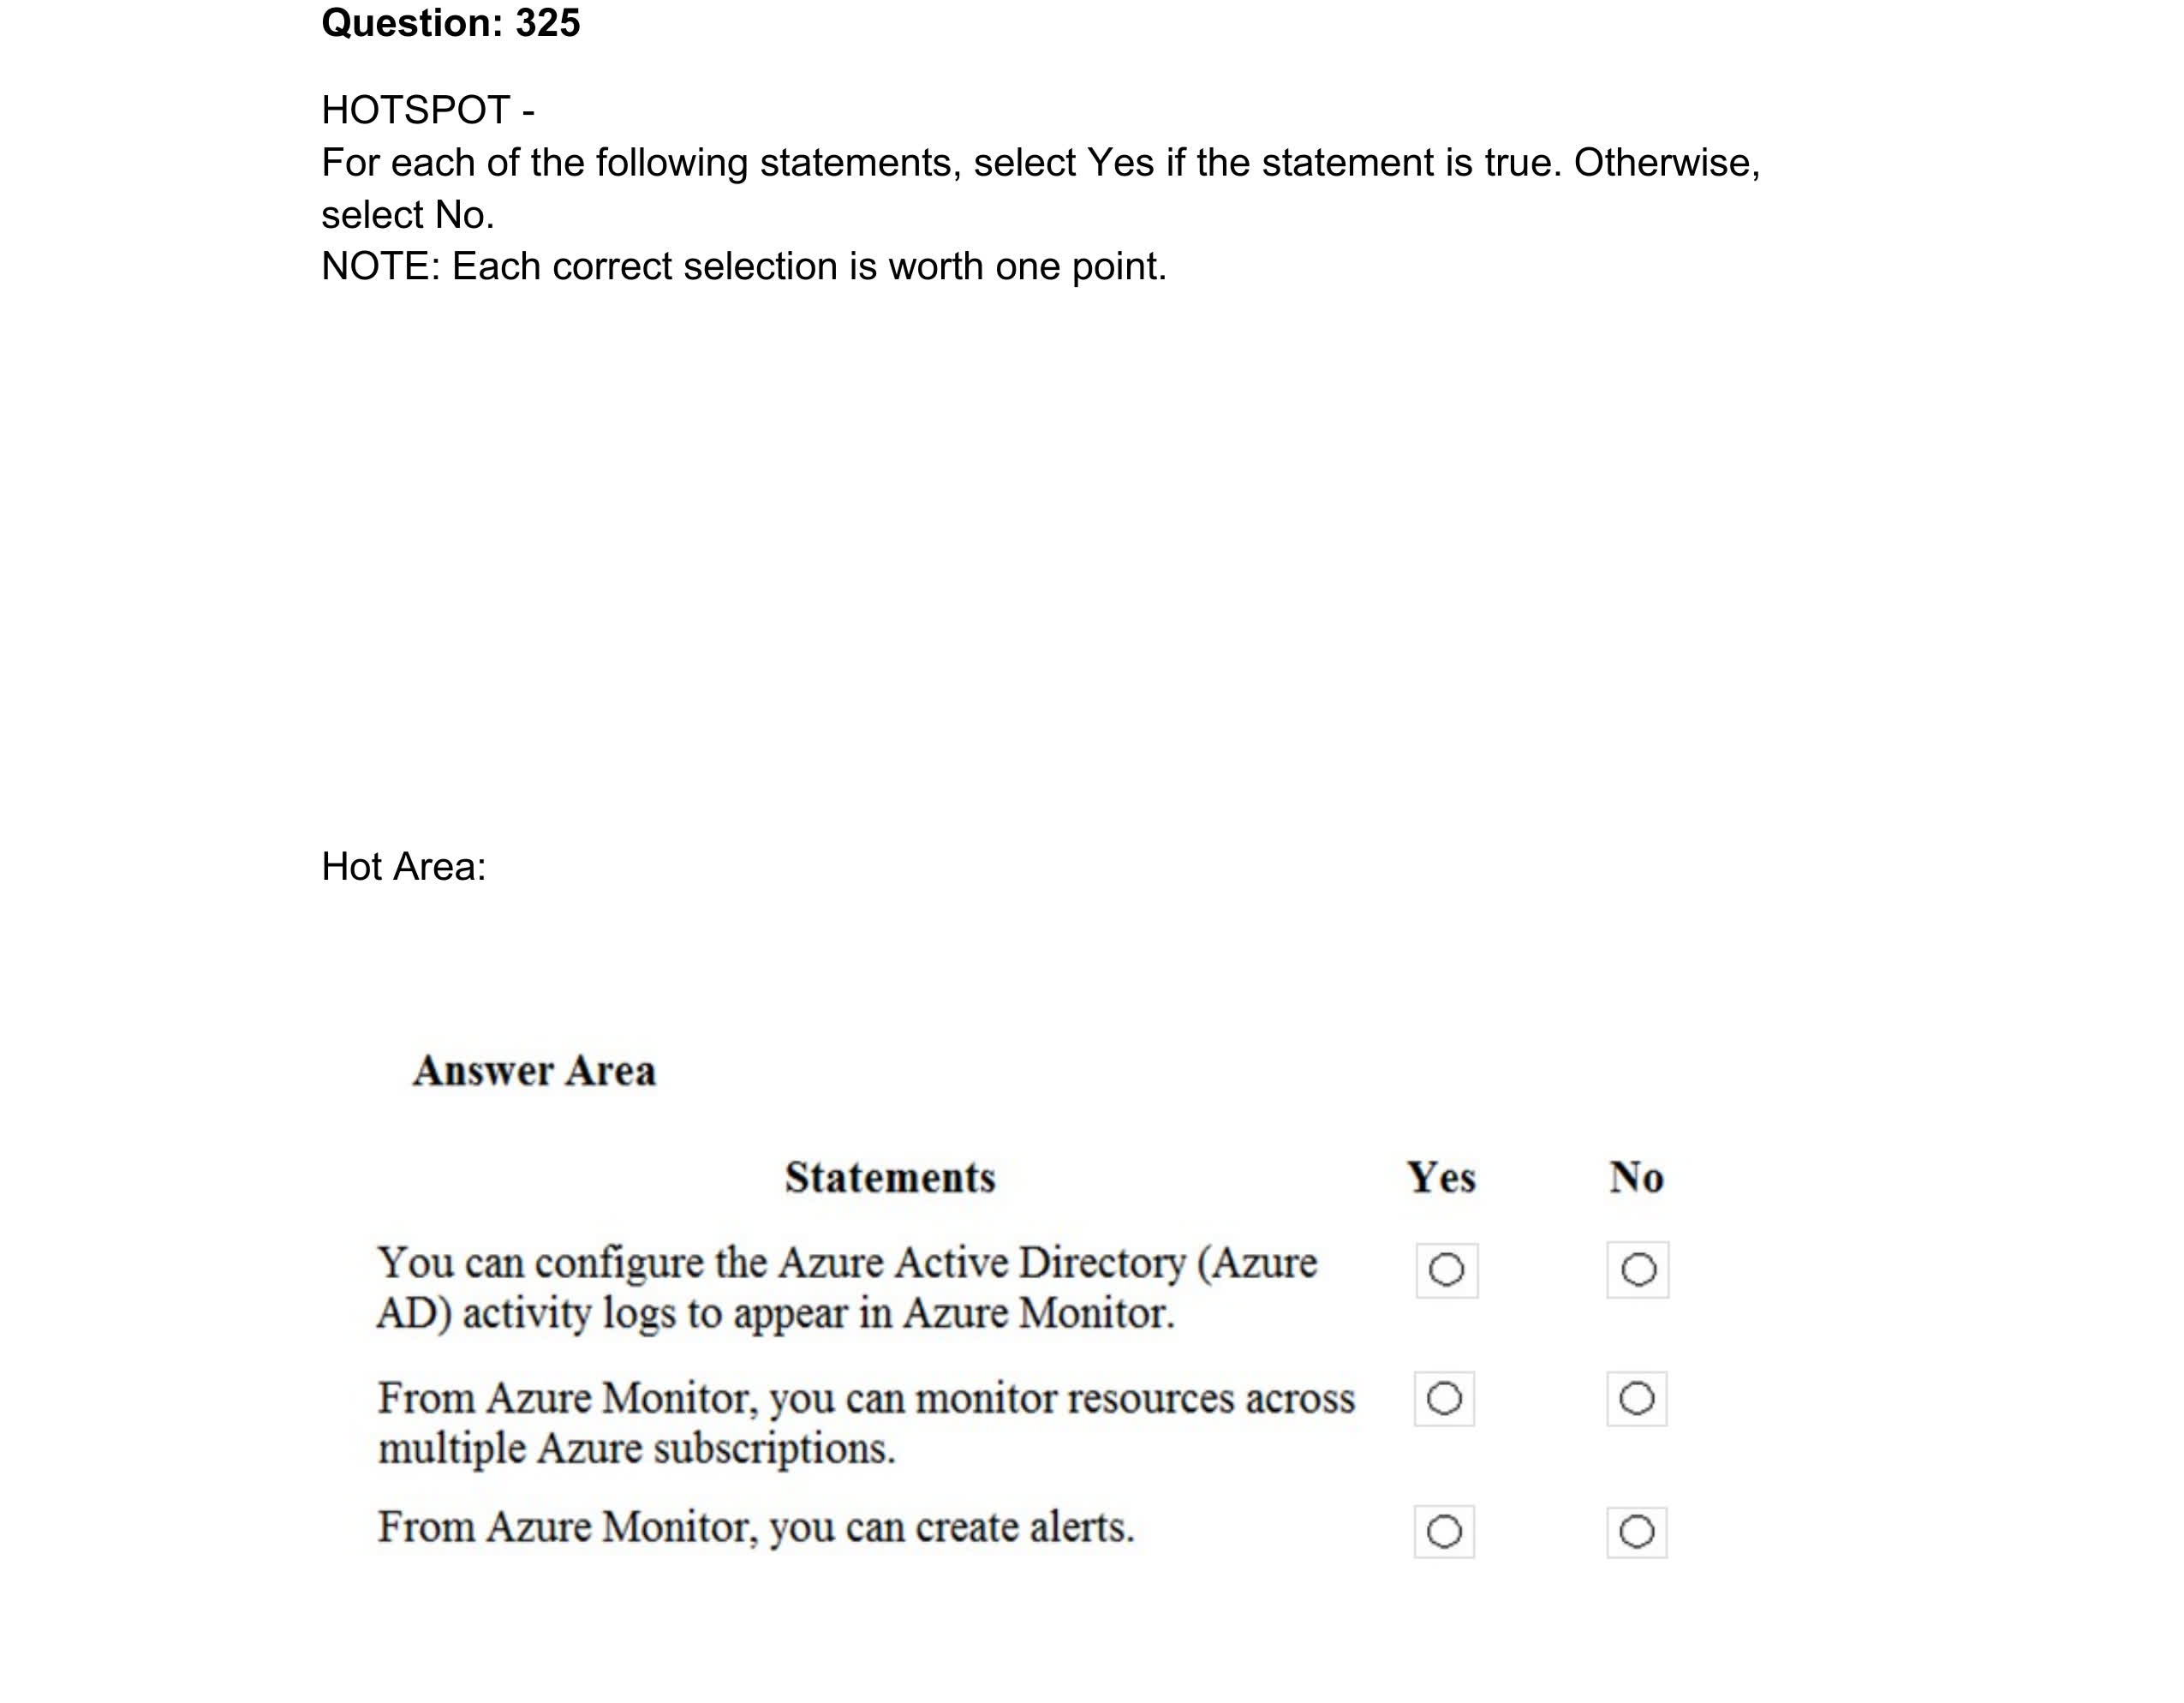 Question: 325
HOTSPOT -
For each of the following statements, select Yes if the statement is true. Otherwise,
select No.
NOTE: Each correct selection is worth one point.
Hot Area:
Answer Area
Statements Yes No
You can configure the Azure Active Directory (Azure
AD) activity logs to appear in Azure Monitor.
From Azure Monitor, you can monitor resources across
multiple Azure subscriptions.
From Azure Monitor, you can create alerts.